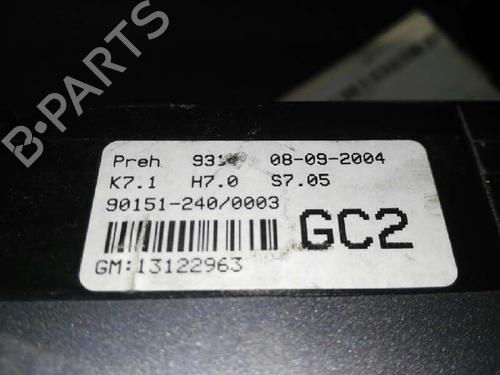 Preh 08-09-2004
K7.1 H7.0 S7.05
90151-240/0003
GC2
GM:13122963
B-PARTS